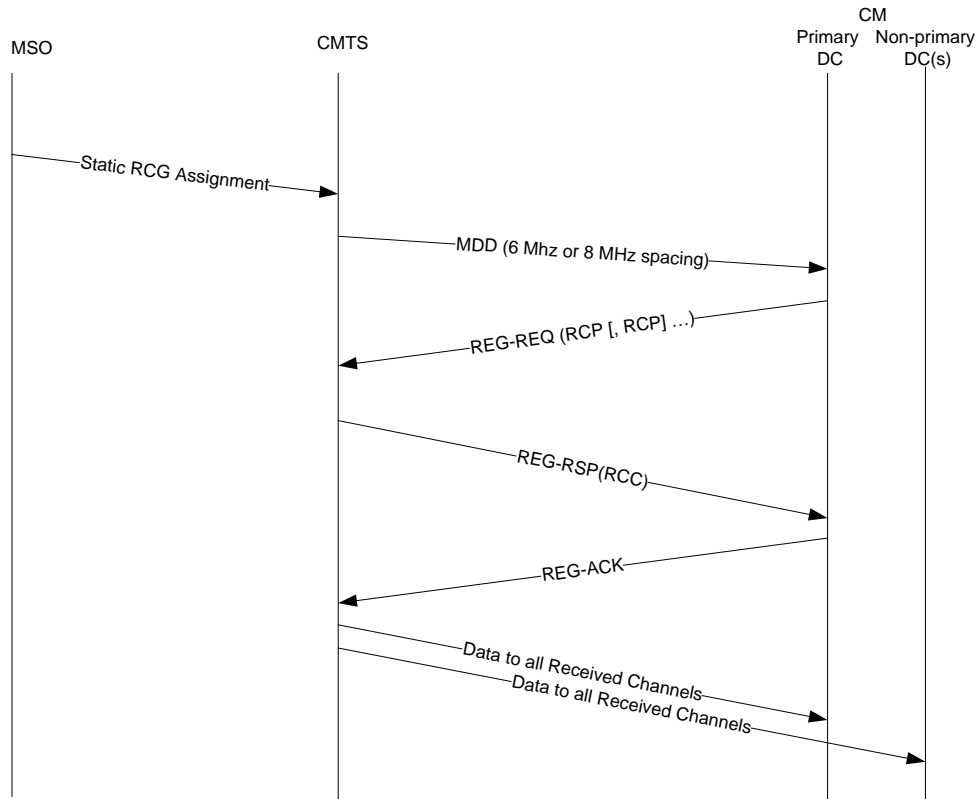 CM
MSO
CMTS
Primary
DC
Non-primary
DC(s)
Static RCG Assignment
MDD (6 Mhz or 8 MHz spacing)
REG-REQ (RCP [, RCP] …)
REG-RSP(RCC)
REG-ACK
Data to all Received Channels
Data to all Received Channels